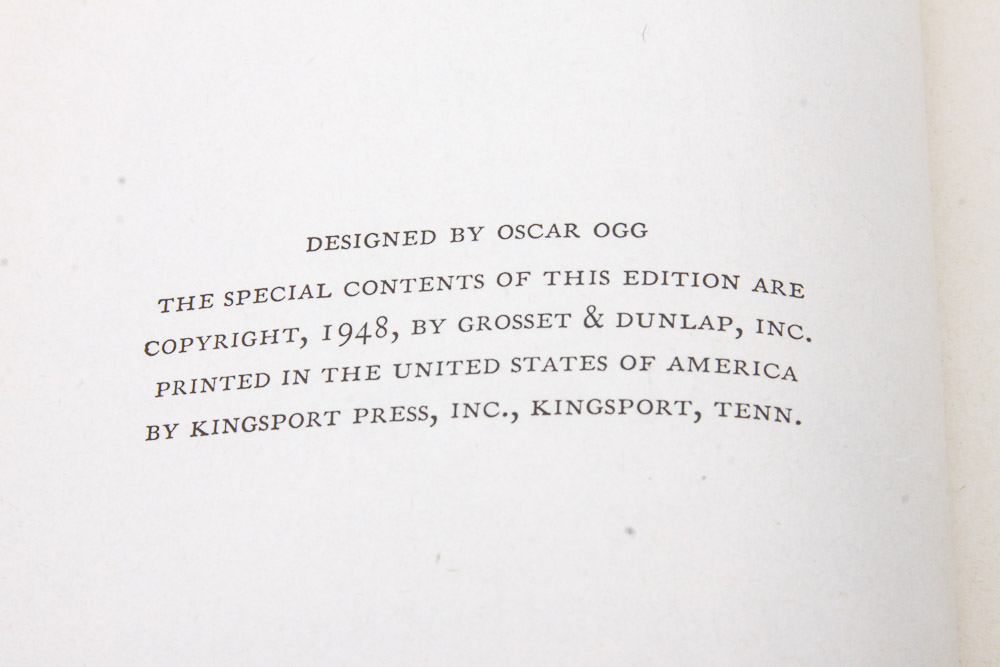 DESIGNED BY OSCAR OGG
THE SPECIAL CONTENTS OF THIS EDITION ARE
COPYRIGHT, 1948, BY GROSSET & DUNLAP, INC.
PRINTED IN THE UNITED STATES OF AMERICA
BY KINGSPORT PRESS, INC., KINGSPORT, TENN.